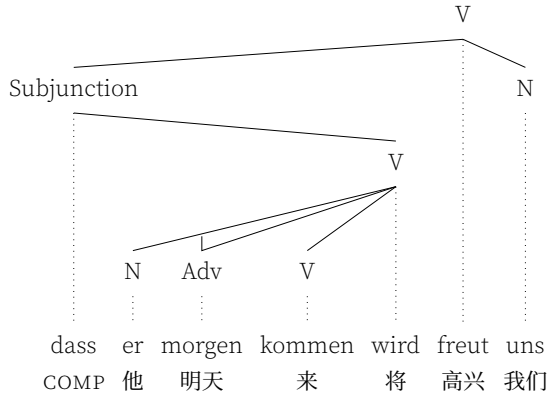 V
Subjunction N
V
N Adv V
dass er morgen kommen wird freut uns
COMP 他 明天 来 将 高兴 我们